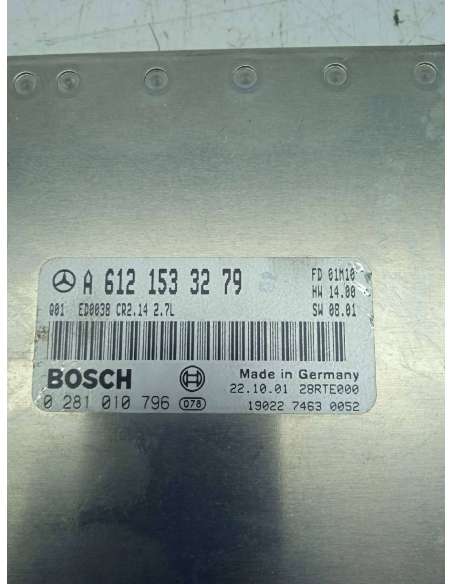 A 612 153 32 79
FD 01M10
HW 14.00
Q01 ED0038 CR2.14 2.7L
SW 08.01
BOSCH
Made in Germany
22.10.01 28RTE000
0 281 010 796 078
19022 7463 0052